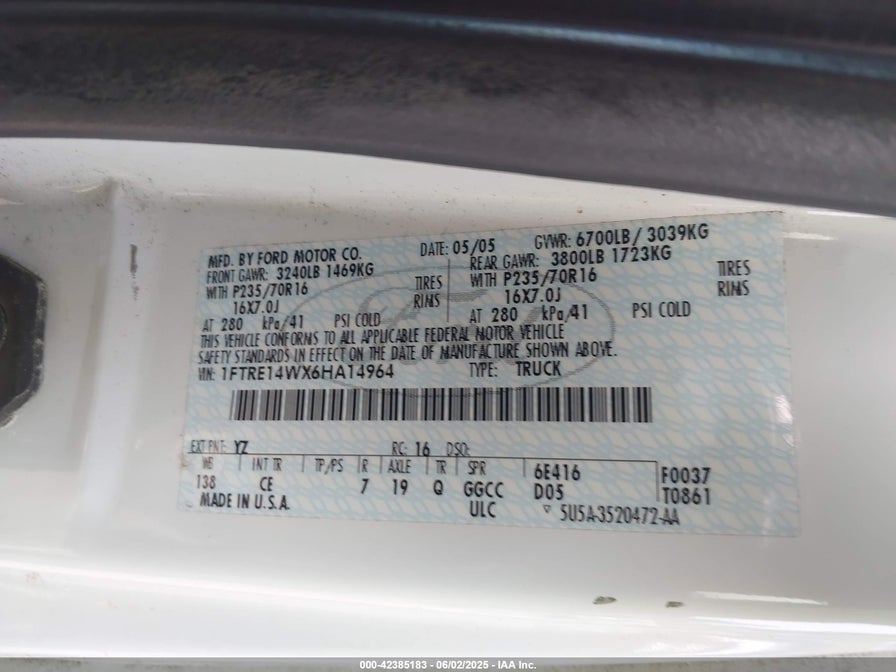 MFD. BY FORD MOTOR CO. DATE: 05/05 GVWR: 6700LB / 3039KG
FRONT GAWR: 3240LB 1469KG REAR GAWR: 3800LB 1723KG
WITH P235/70R16 TIRES WITH P235/70R16 TIRES
16X7.0J RIMS 16X7.0J RIMS
AT 280 kPa/41 PSI COLD AT 280 kPa/41 PSI COLD
THIS VEHICLE CONFORMS TO ALL APPLICABLE FEDERAL MOTOR VEHICLE
SAFETY STANDARDS IN EFFECT ON THE DATE OF MANUFACTURE SHOWN ABOVE.
VIN: 1FTRE14WX6HA14964 TYPE: TRUCK
EXT PNT: YZ RC: 16 DSO:
WB INT TR TP/PS R AXLE TR SPR 6E416 F0037
138 CE 7 19 Q GGCC D05 T0861
MADE IN U.S.A. ULC ▽ 5U5A-3520472-AA
000-42385183 - 06/02/2025 - IAA Inc.